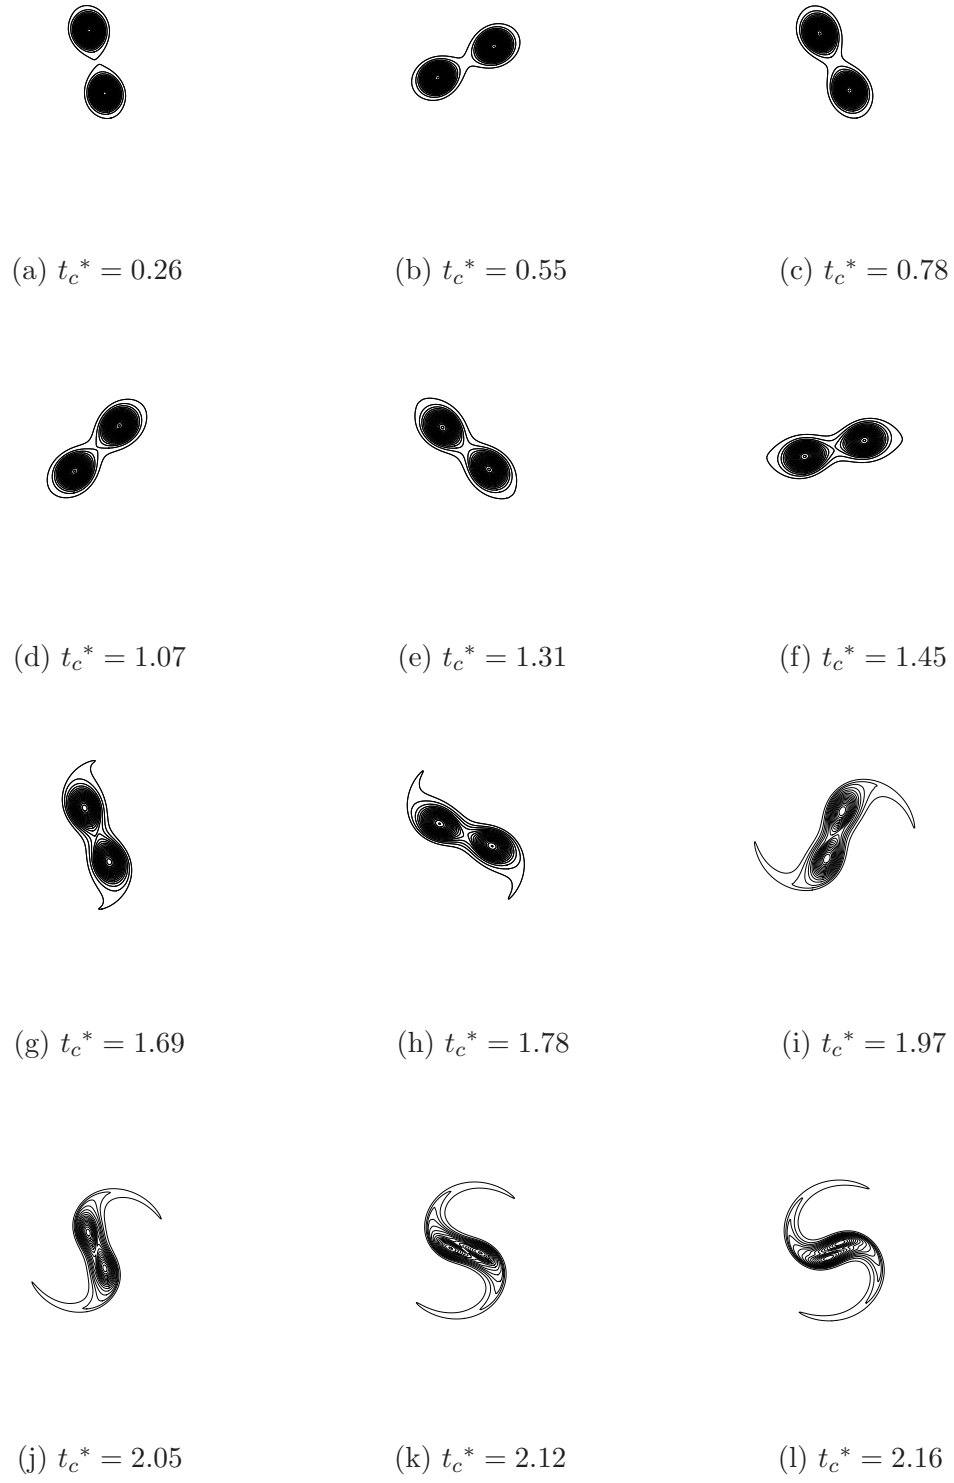 (a) t_c* = 0.26 (b) t_c* = 0.55 (c) t_c* = 0.78
(d) t_c* = 1.07 (e) t_c* = 1.31 (f) t_c* = 1.45
(g) t_c* = 1.69 (h) t_c* = 1.78 (i) t_c* = 1.97
(j) t_c* = 2.05 (k) t_c* = 2.12 (l) t_c* = 2.16